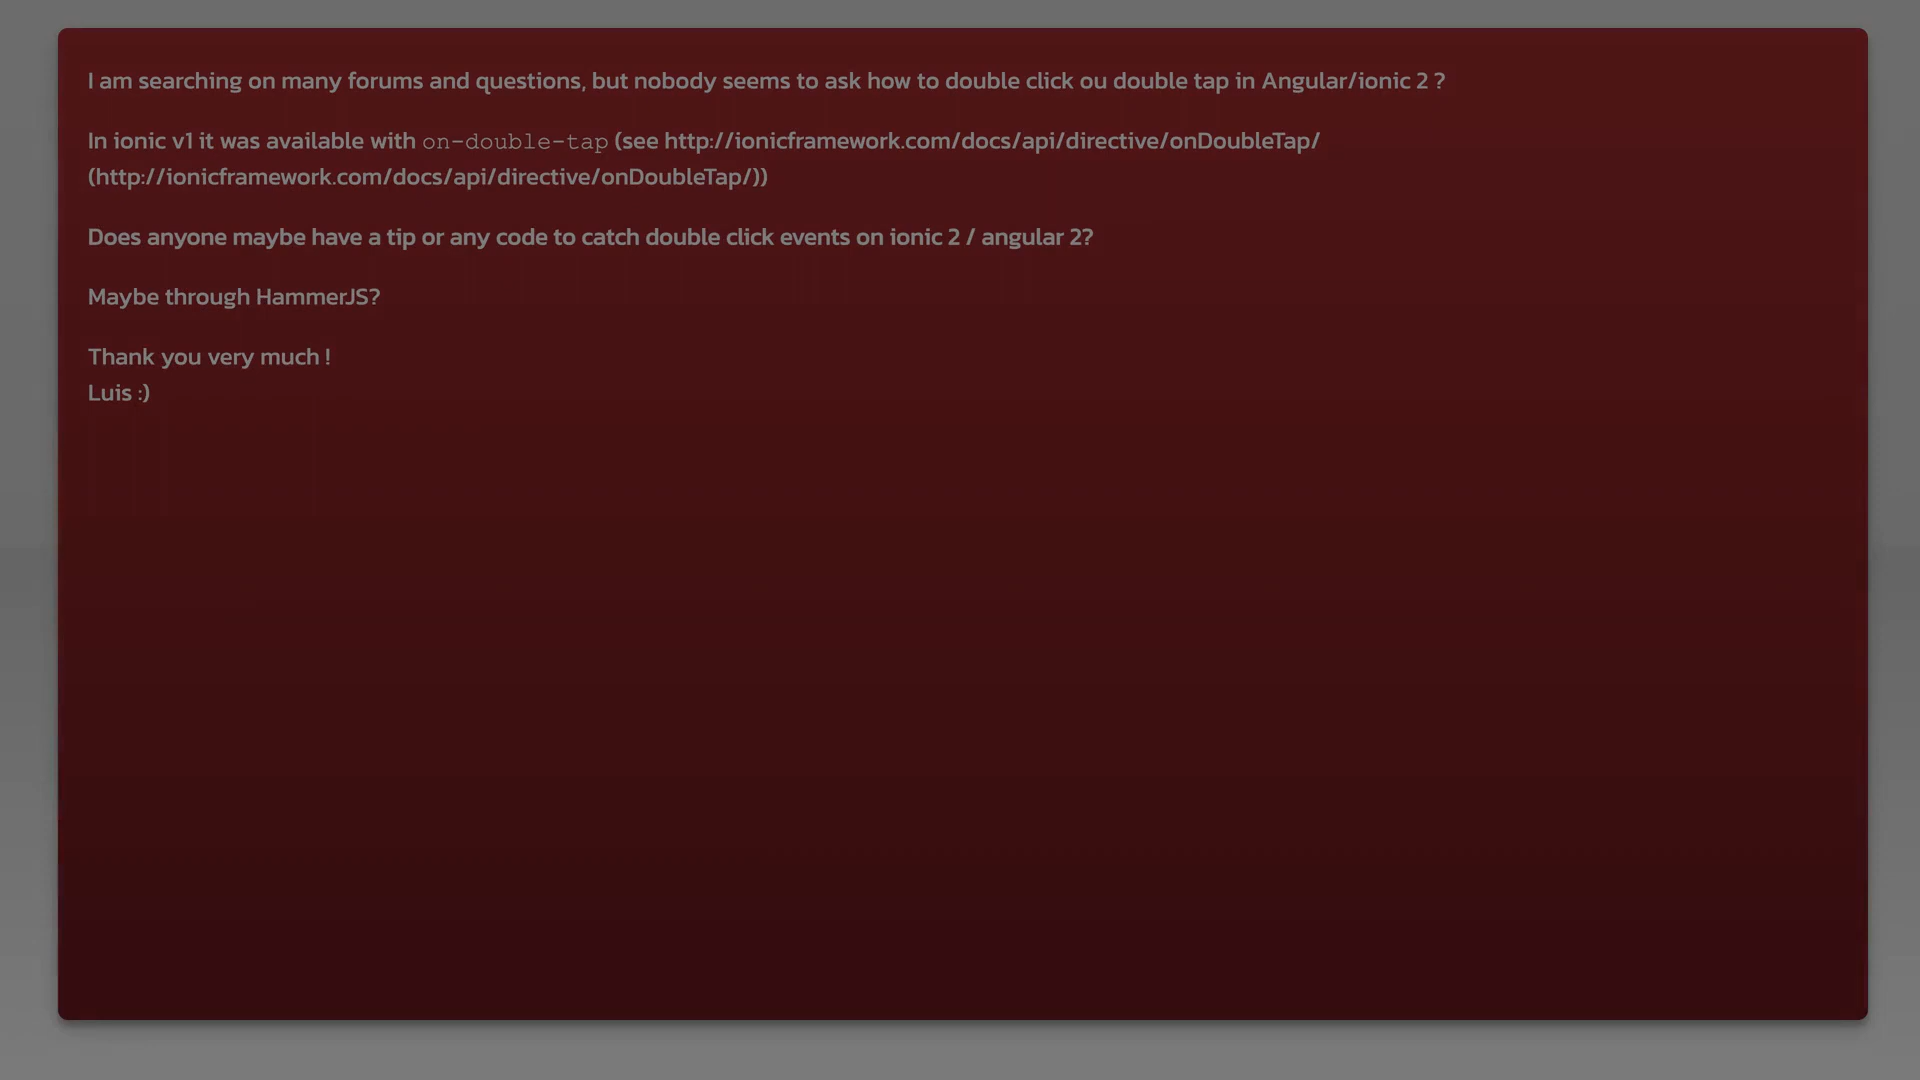 I am searching on many forums and questions, but nobody seems to ask how to double click ou double tap in Angular/ionic 2 ?
In ionic v1 it was available with on-double-tap (see http://ionicframework.com/docs/api/directive/onDoubleTap/
(http://ionicframework.com/docs/api/directive/onDoubleTap/))
Does anyone maybe have a tip or any code to catch double click events on ionic 2 / angular 2?
Maybe through HammerJS?
Thank you very much !
Luis :)